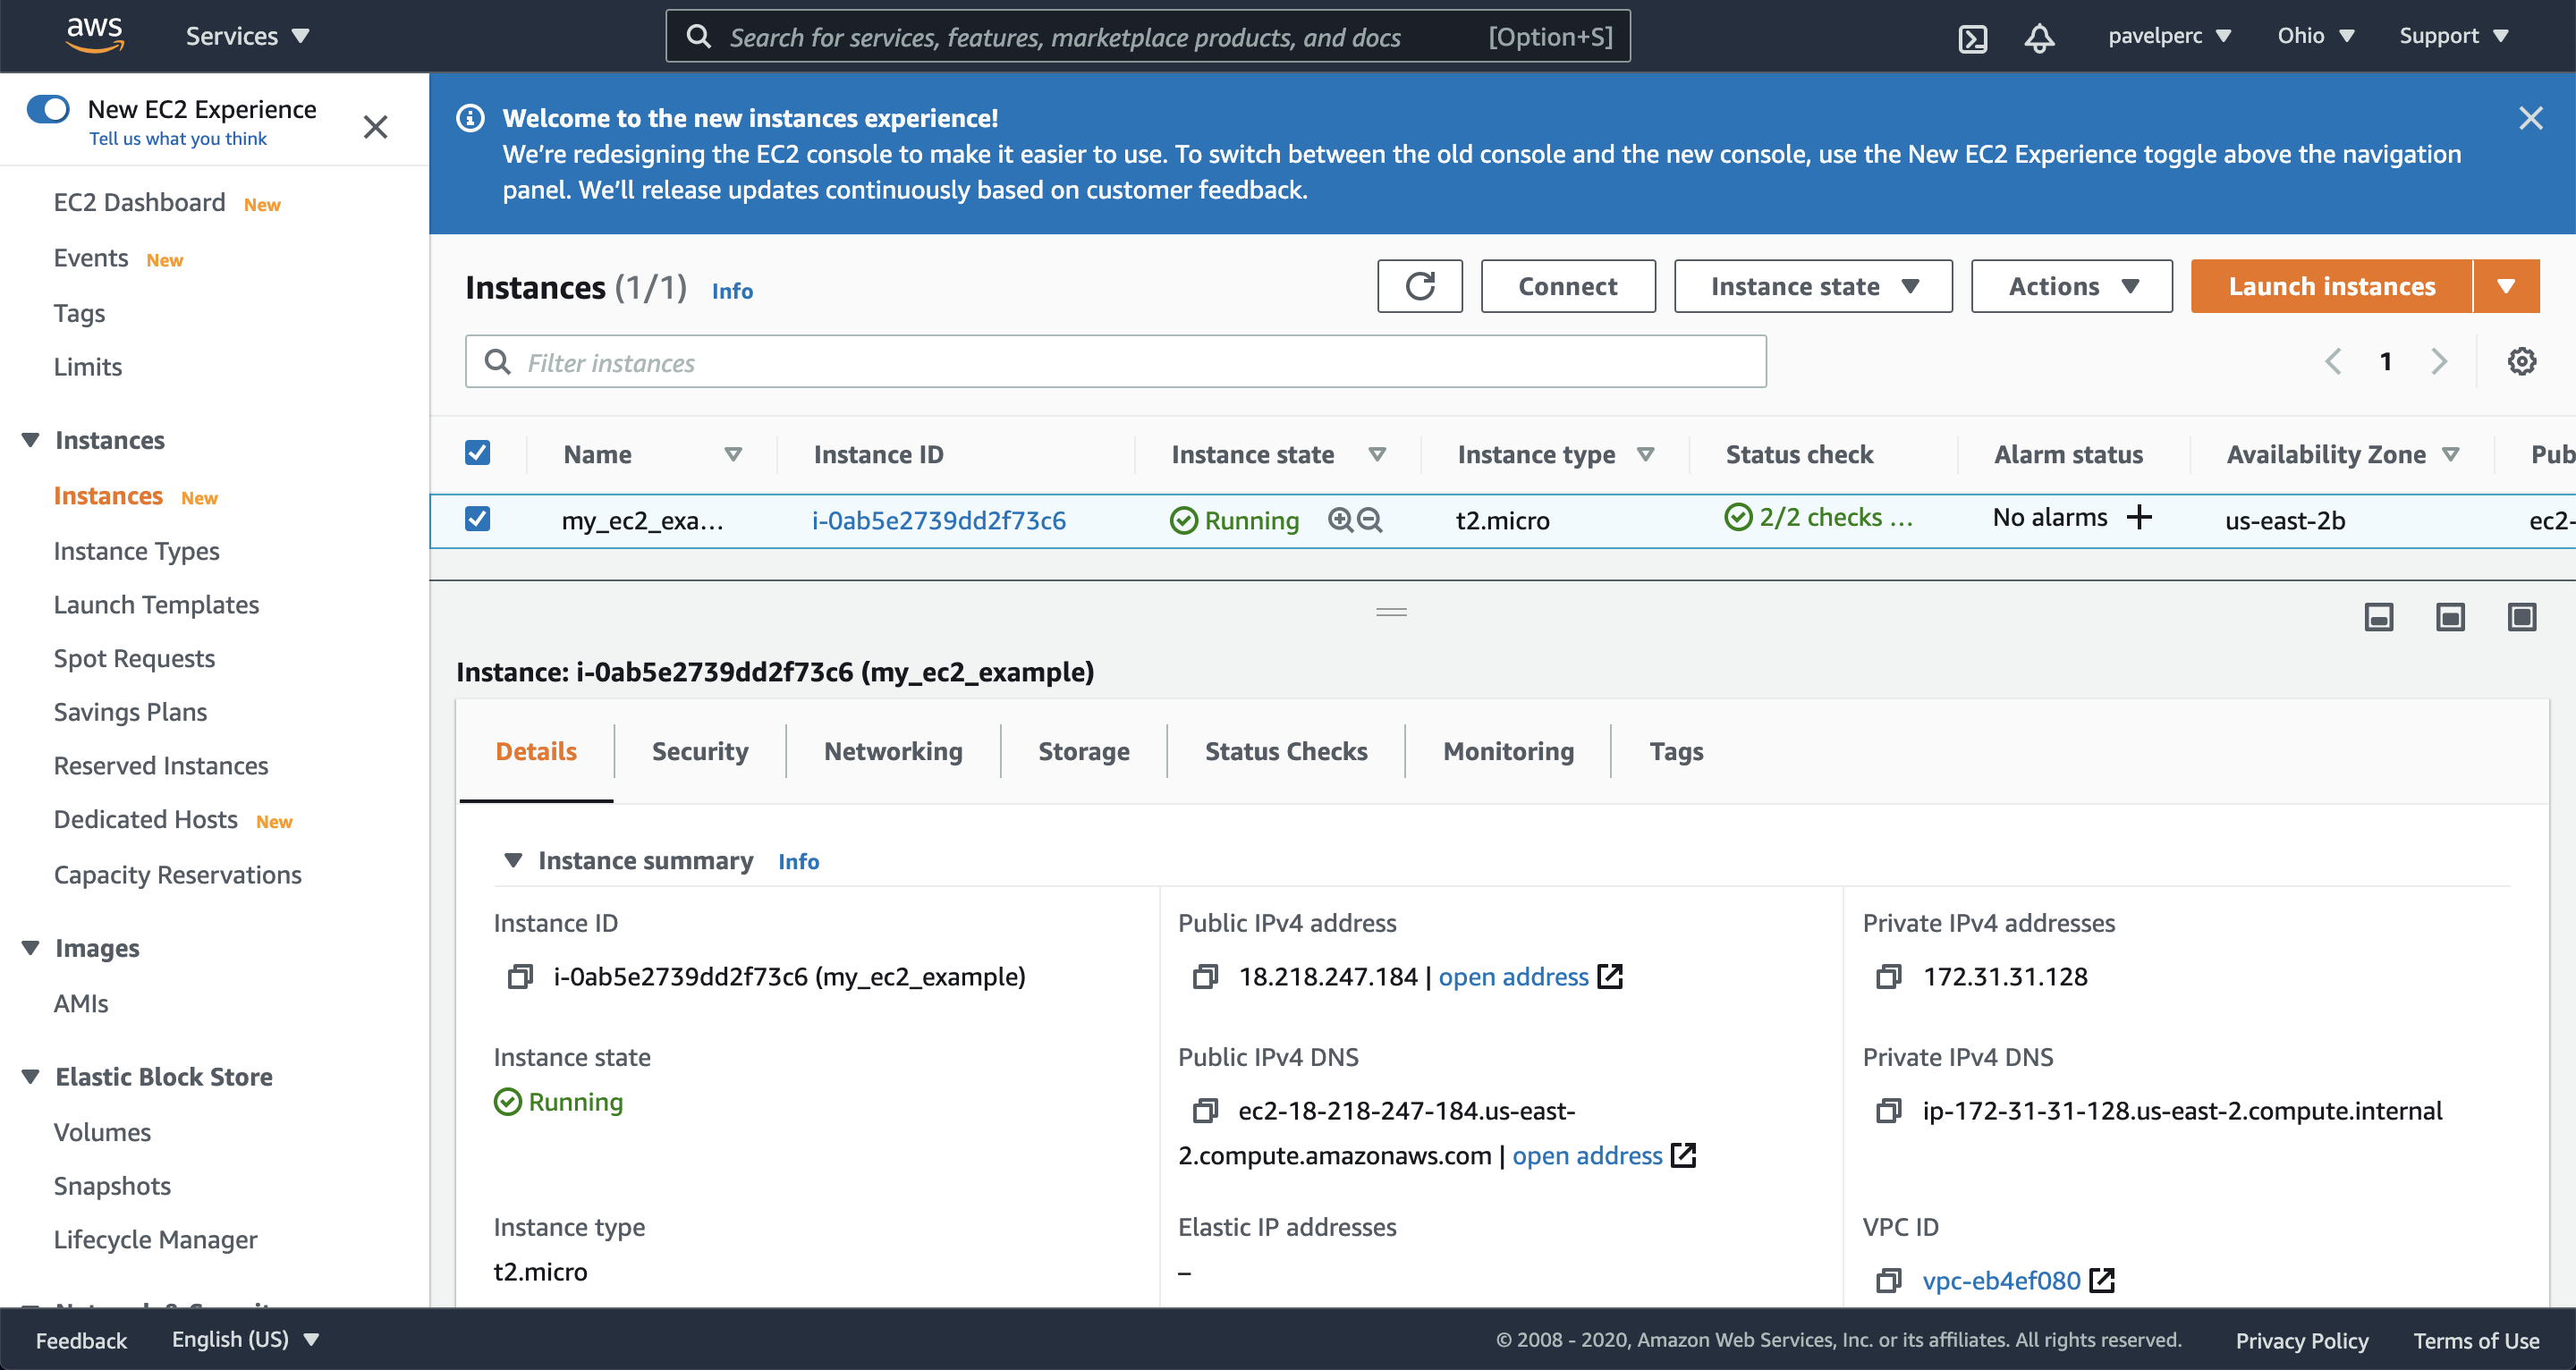 aws
Services
Search for services, features, marketplace products, and docs [Option+S]
pavelperc
Ohio
Support
New EC2 Experience
Tell us what you think
EC2 Dashboard New
Events New
Tags
Limits
Instances
Instances New
Instance Types
Launch Templates
Spot Requests
Savings Plans
Reserved Instances
Dedicated Hosts New
Capacity Reservations
Images
AMIs
Elastic Block Store
Volumes
Snapshots
Lifecycle Manager
Welcome to the new instances experience!
We’re redesigning the EC2 console to make it easier to use. To switch between the old console and the new console, use the New EC2 Experience toggle above the navigation
panel. We’ll release updates continuously based on customer feedback.
Instances (1/1) Info
Connect
Instance state
Actions
Launch instances
Filter instances
1
Name Instance ID Instance state Instance type Status check Alarm status Availability Zone Pub
my_ec2_exa... i-0ab5e2739dd2f73c6 Running t2.micro 2/2 checks ... No alarms + us-east-2b ec2-
Instance: i-0ab5e2739dd2f73c6 (my_ec2_example)
Details Security Networking Storage Status Checks Monitoring Tags
Instance summary Info
Instance ID
i-0ab5e2739dd2f73c6 (my_ec2_example)
Public IPv4 address
18.218.247.184 | open address
Private IPv4 addresses
172.31.31.128
Instance state
Running
Public IPv4 DNS
ec2-18-218-247-184.us-east-
2.compute.amazonaws.com | open address
Private IPv4 DNS
ip-172-31-31-128.us-east-2.compute.internal
Instance type
t2.micro
Elastic IP addresses
–
VPC ID
vpc-eb4ef080
Feedback
English (US)
© 2008 - 2020, Amazon Web Services, Inc. or its affiliates. All rights reserved.
Privacy Policy
Terms of Use